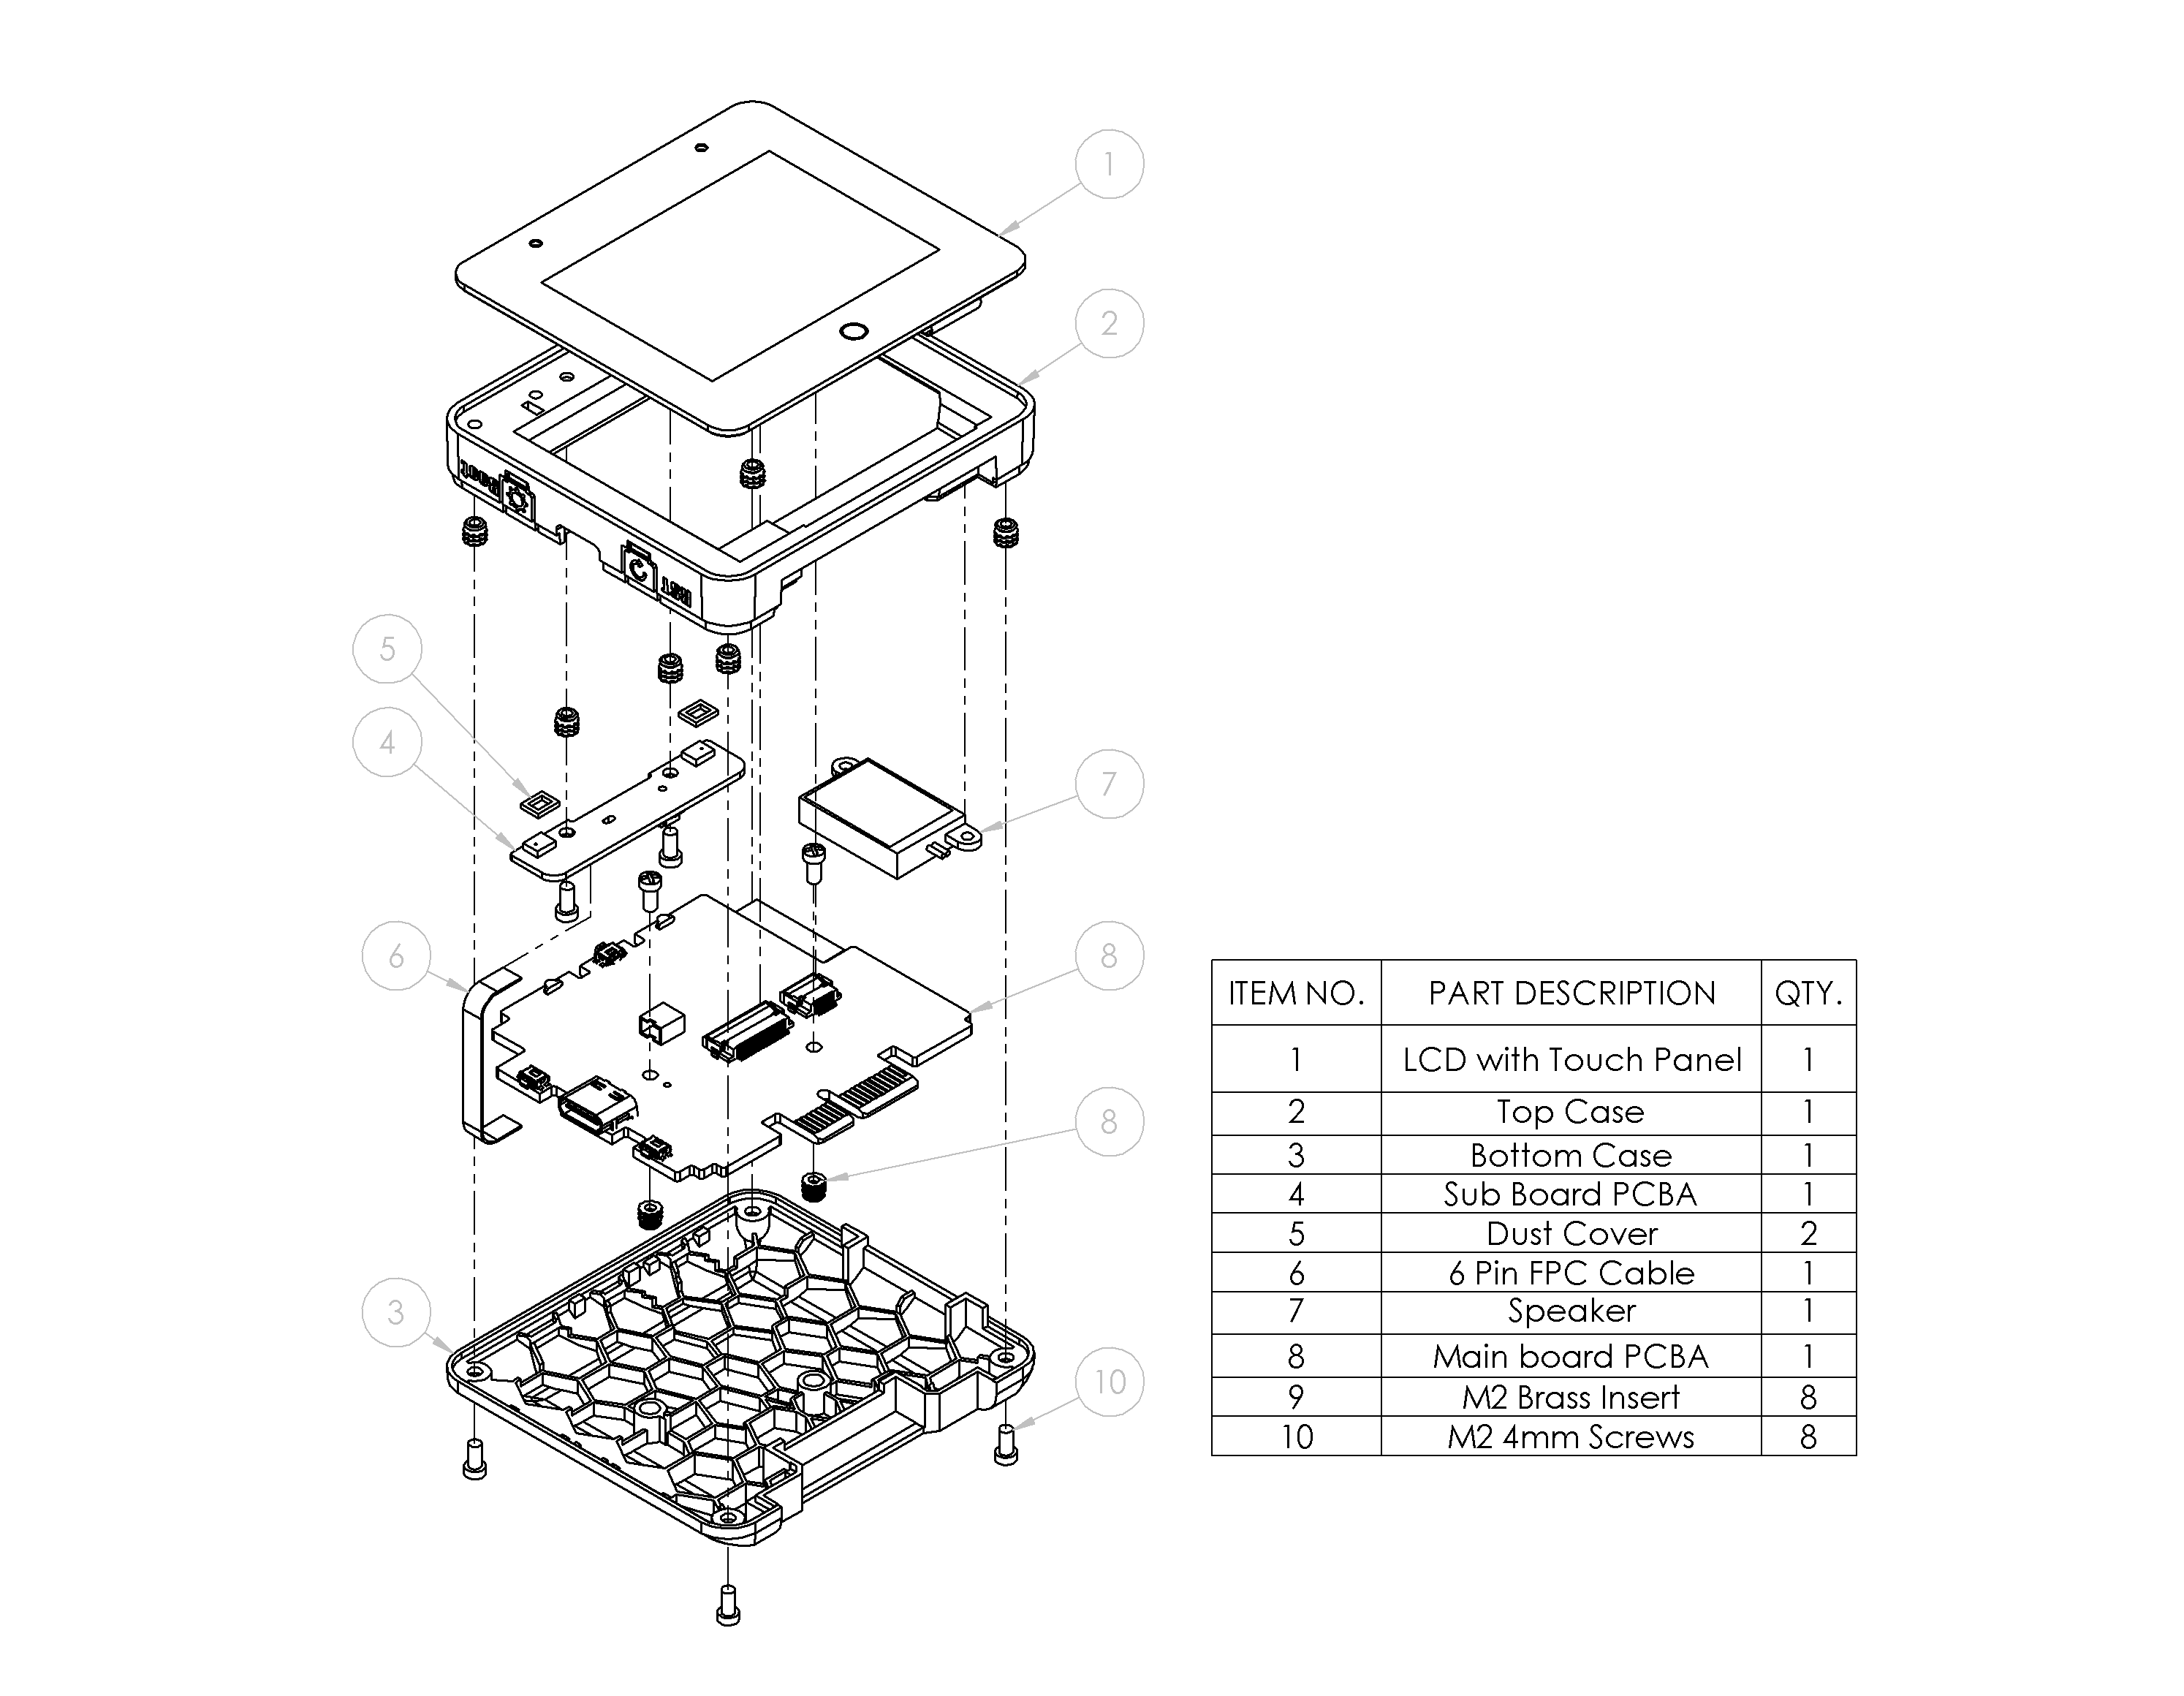 1
2
BOOT
RST
5
4
7
6
8
8
3
10
ITEM NO. PART DESCRIPTION QTY.
1 LCD with Touch Panel 1
2 Top Case 1
3 Bottom Case 1
4 Sub Board PCBA 1
5 Dust Cover 2
6 6 Pin FPC Cable 1
7 Speaker 1
8 Main board PCBA 1
9 M2 Brass Insert 8
10 M2 4mm Screws 8